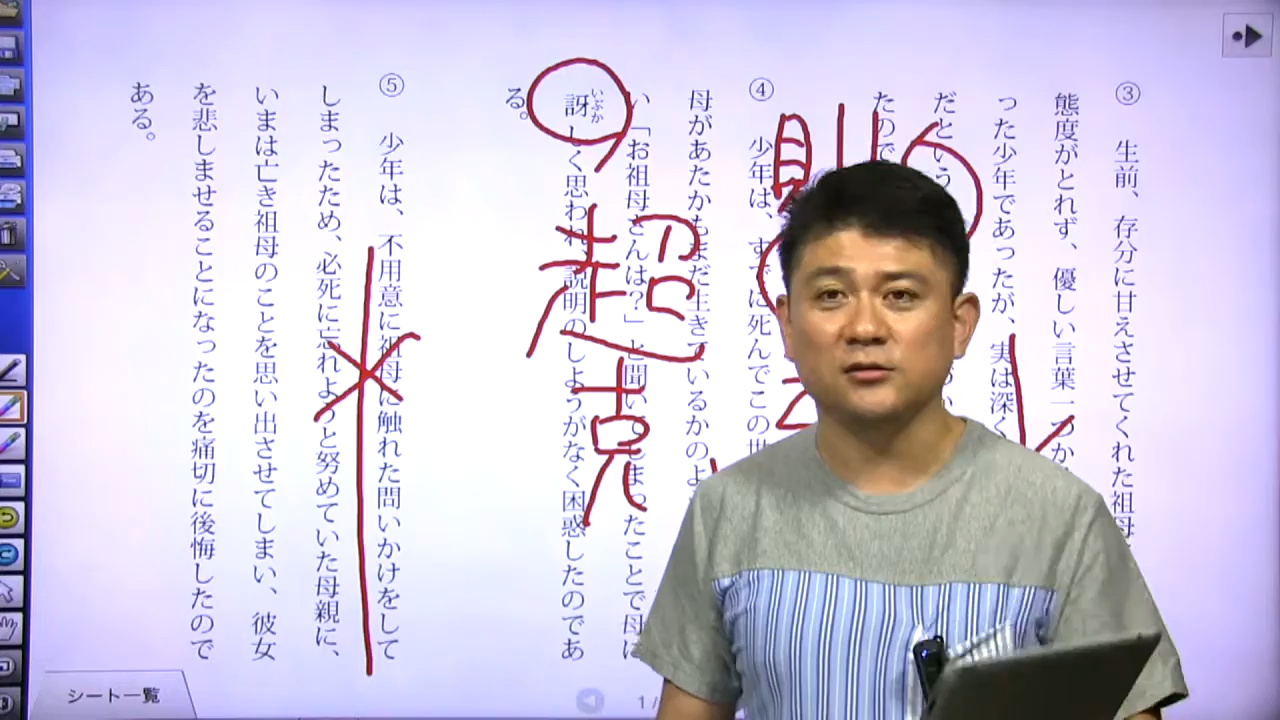 ③　生前、存分に甘えさせてくれた祖母
態度がとれず、優しい言葉一つか
った少年であったが、実は深く
だという
たので
④　少年は、すでに死んでこの世
母があたかもまだ生きているかのよ
い「お祖母さんは？」と聞いてしまったことで母に
訝しく思われ、説明のしようがなく困惑したのであ
いぶか
る。
⑤　少年は、不用意に祖母に触れた問いかけをして
しまったため、必死に忘れようと努めていた母親に、
いまは亡き祖母のことを思い出させてしまい、彼女
を悲しませることになったのを痛切に後悔したので
ある。
超克
シート一覧
1/